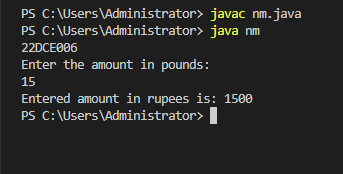 PS C:\Users\Administrator> javac nm.java
PS C:\Users\Administrator> java nm
22DCE006
Enter the amount in pounds:
15
Entered amount in rupees is: 1500
PS C:\Users\Administrator>